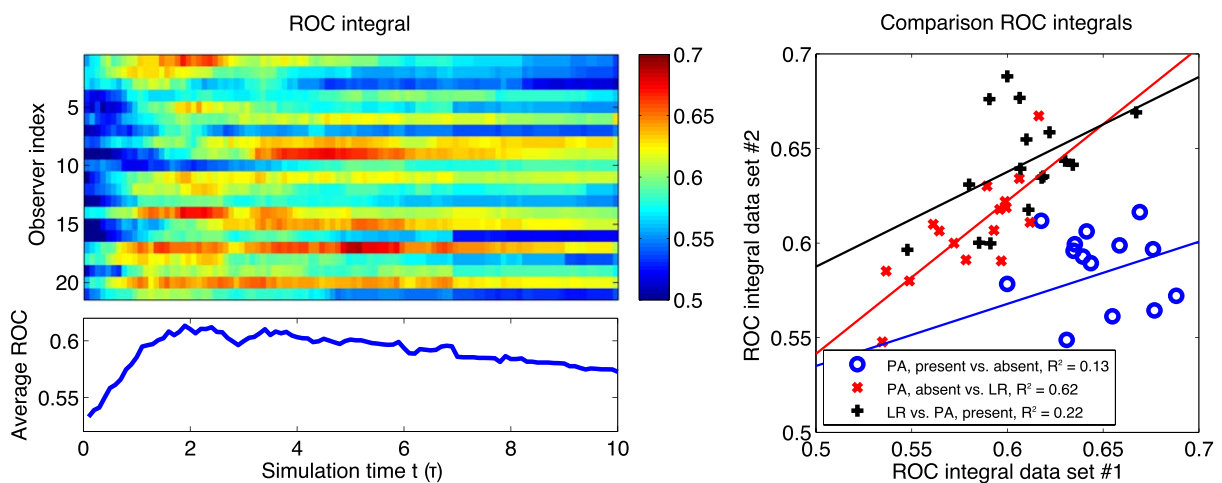 ROC integral
Observer index
5
10
15
20
0.7
0.65
0.6
0.55
0.5
Average ROC
0.6
0.55
0
2
4
6
8
10
Simulation time t (τ)
Comparison ROC integrals
ROC integral data set #2
0.7
0.65
0.6
0.55
0.5
PA, present vs. absent, R² = 0.13
PA, absent vs. LR, R² = 0.62
LR vs. PA, present, R² = 0.22
0.5
0.55
0.6
0.65
0.7
ROC integral data set #1